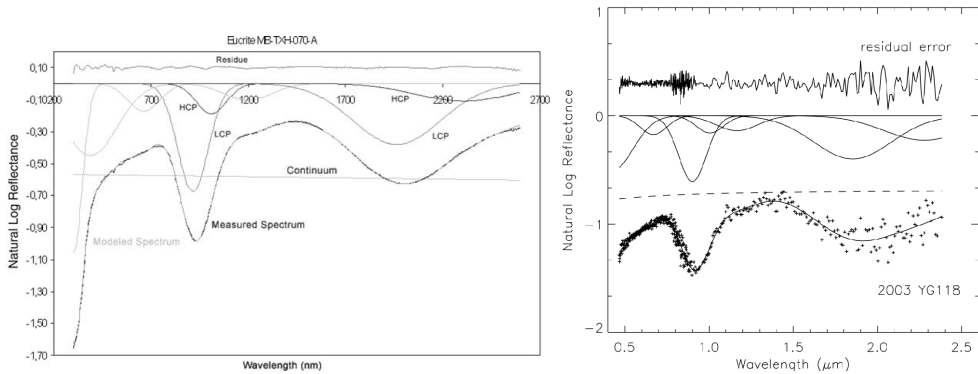 Eucrite MB-TXH-070-A
Residue
0,10
-0,10
-0,30
-0,50
-0,70
-0,90
-1,10
-1,30
-1,50
-1,70
200
700
1200
1700
2200
2700
HCP
HCP
LCP
LCP
Continuum
Measured Spectrum
Modeled Spectrum
Natural Log Reflectance
Wavelength (nm)
1
0
-1
-2
residual error
Natural Log Reflectance
2003 YG118
0.5
1.0
1.5
2.0
2.5
Wavelength (μm)